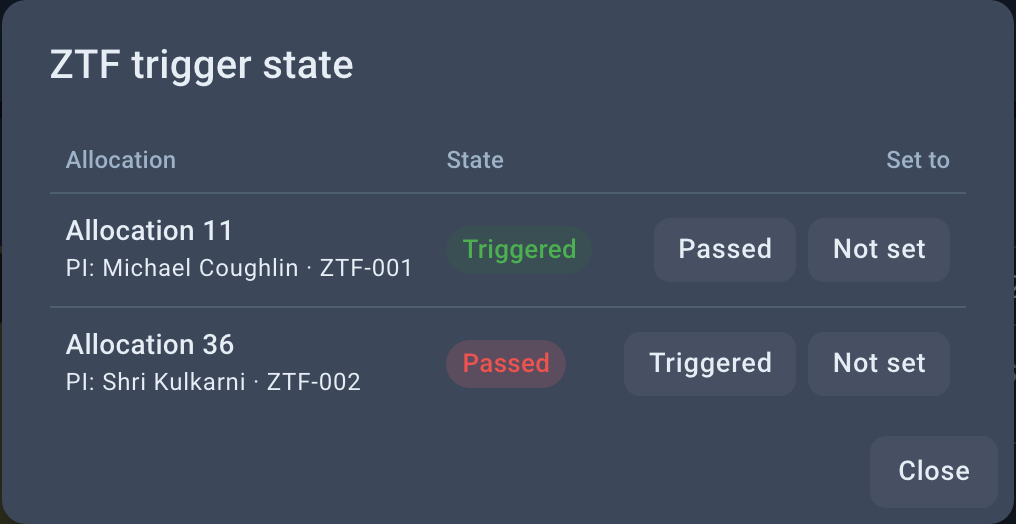 ZTF trigger state
Allocation State Set to
Allocation 11
PI: Michael Coughlin · ZTF-001
Triggered Passed Not set
Allocation 36
PI: Shri Kulkarni · ZTF-002
Passed Triggered Not set
Close